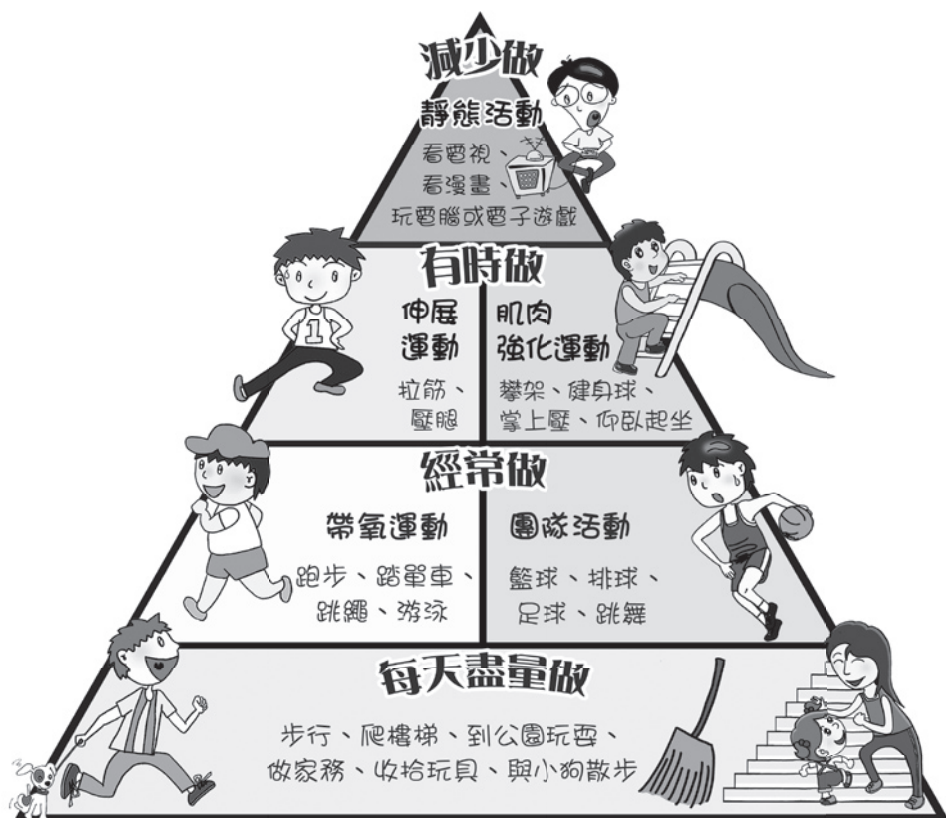 減少做
靜態活動
看電視、
看漫畫、
玩電腦或電子遊戲
有時做
伸展
運動
拉筋、
壓腿
肌肉
強化運動
攀架、健身球、
掌上壓、仰臥起坐
經常做
帶氧運動
跑步、踏單車、
跳繩、游泳
團隊活動
籃球、排球、
足球、跳舞
每天盡量做
步行、爬樓梯、到公園玩耍、
做家務、收拾玩具、與小狗散步
1